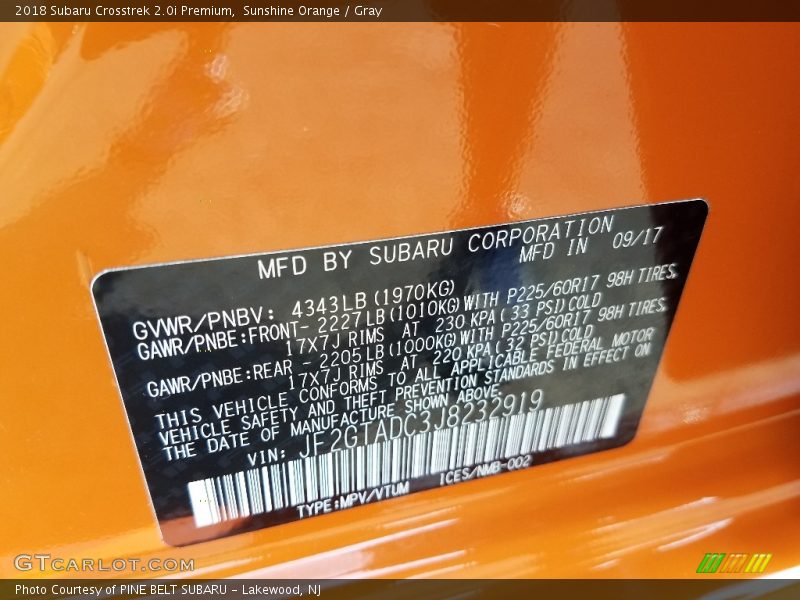 2018 Subaru Crosstrek 2.0i Premium, Sunshine Orange / Gray
MFD BY SUBARU CORPORATION
MFD IN 09/17
GVWR/PNBV: 4343LB (1970KG)
GAWR/PNBE:FRONT- 2227LB (1010KG) WITH P225/60R17 98H TIRES,
17X7J RIMS AT 230 KPA ( 33 PSI) COLD
GAWR/PNBE:REAR - 2205LB (1000KG) WITH P225/60R17 98H TIRES,
17X7J RIMS AT 220 KPA ( 32 PSI) COLD
THIS VEHICLE CONFORMS TO ALL APPLICABLE FEDERAL MOTOR
VEHICLE SAFETY AND THEFT PREVENTION STANDARDS IN EFFECT ON
THE DATE OF MANUFACTURE SHOWN ABOVE
VIN: JF2GTADC3J8232919
TYPE:MPV/VTUM ICES/NMB-002
GTCARLOT.COM
Photo Courtesy of PINE BELT SUBARU - Lakewood, NJ